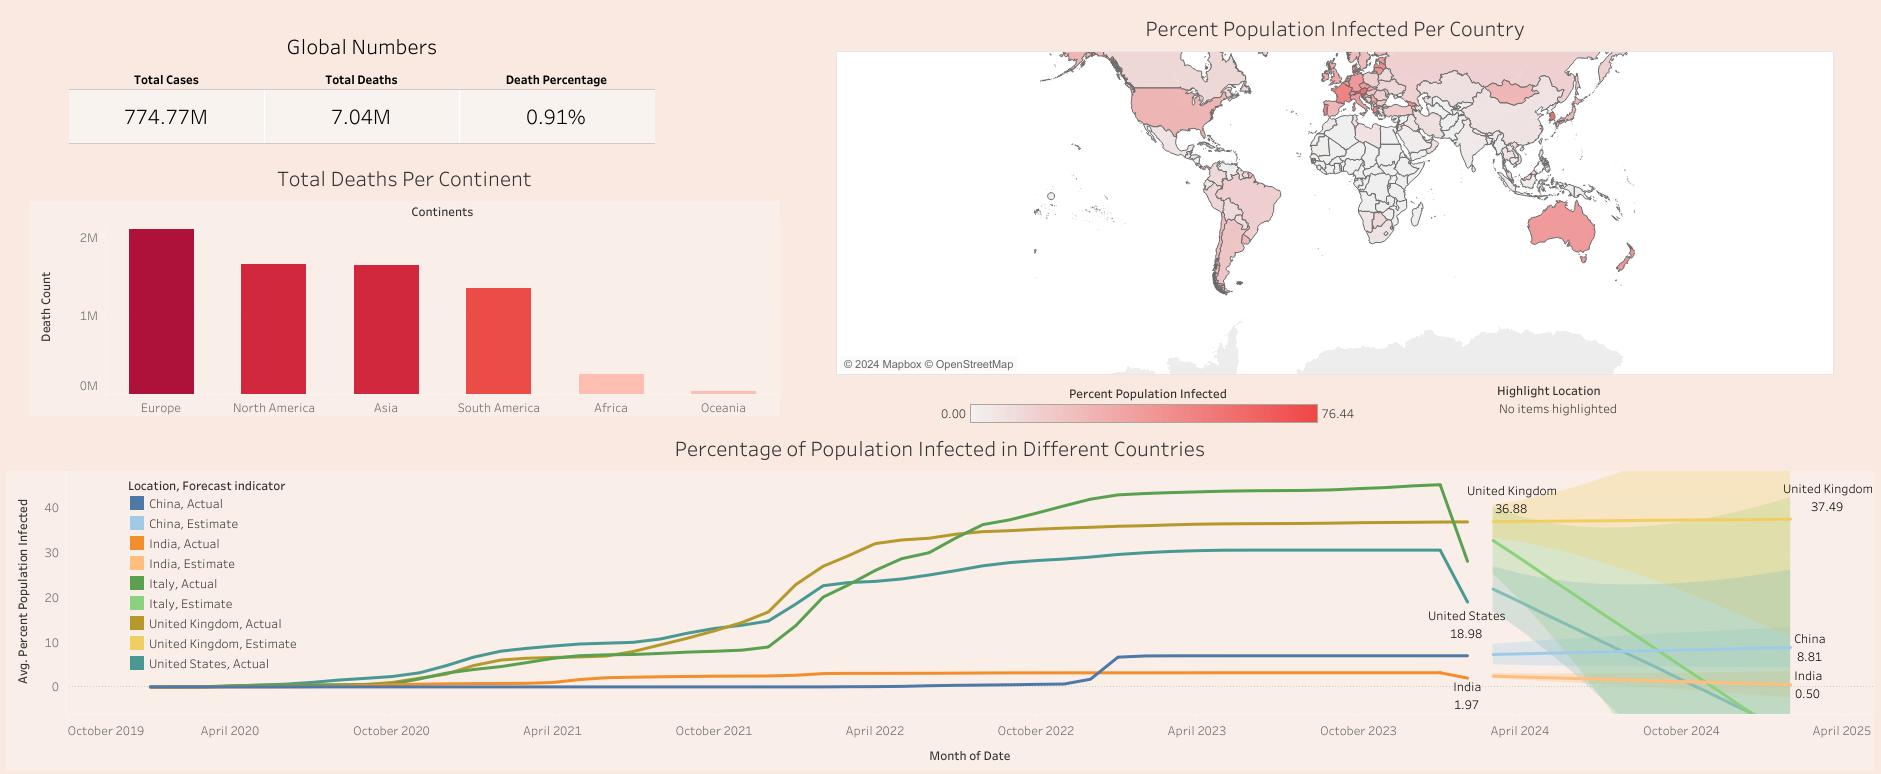 Global Numbers
Total Cases Total Deaths Death Percentage
774.77M 7.04M 0.91%
Total Deaths Per Continent
Continents
Death Count
2M
1M
0M
Europe North America Asia South America Africa Oceania
Percent Population Infected Per Country
© 2024 Mapbox © OpenStreetMap
Percent Population Infected
0.00 76.44
Highlight Location
No items highlighted
Percentage of Population Infected in Different Countries
Avg. Percent Population Infected
40
30
20
10
0
Location, Forecast indicator
China, Actual
China, Estimate
India, Actual
India, Estimate
Italy, Actual
Italy, Estimate
United Kingdom, Actual
United Kingdom, Estimate
United States, Actual
United Kingdom
36.88
United Kingdom
37.49
United States
18.98
China
8.81
India
1.97
India
0.50
October 2019 April 2020 October 2020 April 2021 October 2021 April 2022 October 2022 April 2023 October 2023 April 2024 October 2024 April 2025
Month of Date